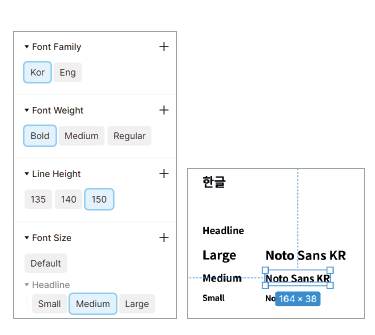 Font Family
Kor Eng
Font Weight
Bold Medium Regular
Line Height
135 140 150
Font Size
Default
Headline
Small Medium Large
한글
Headline
Large Noto Sans KR
Medium Noto Sans KR
Small No
164 × 38